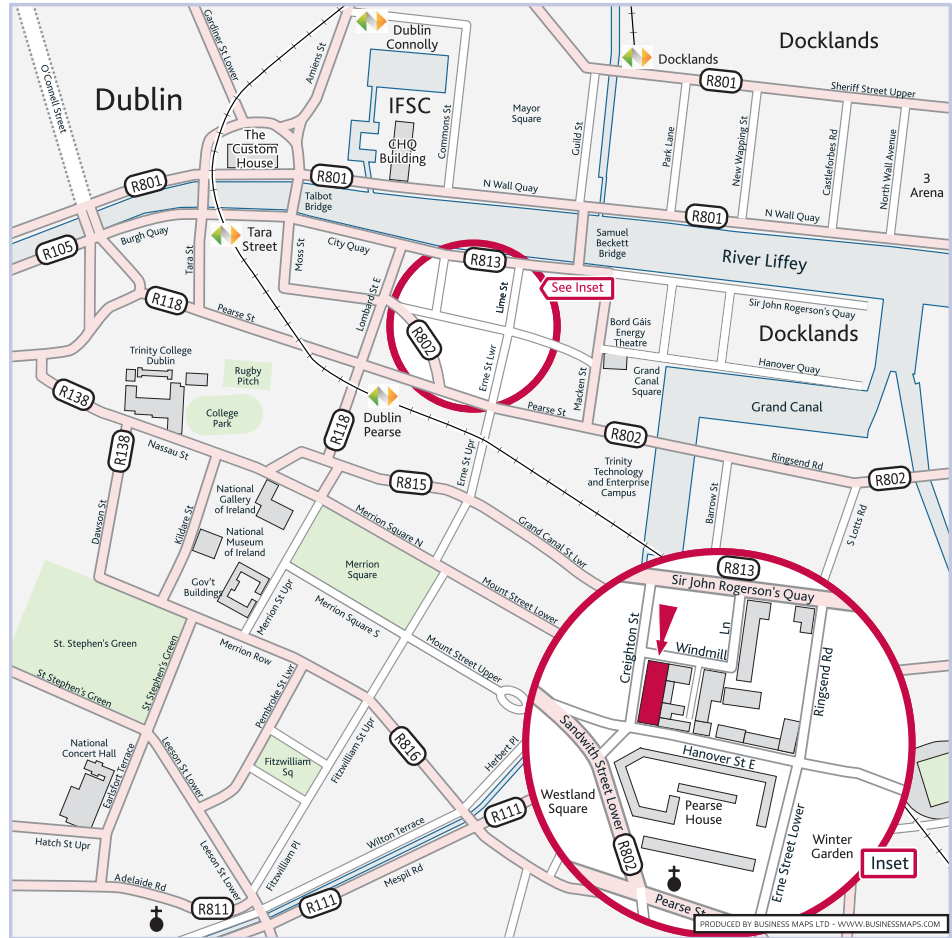 Dublin
Connolly
Docklands
Docklands
R801
Sheriff Street Upper
Gardiner St Lower
Amiens St
O'Connell Street
Dublin
IFSC
Mayor
Square
Commons St
Guild St
Park Lane
New Wapping St
Castleforbes Rd
North Wall Avenue
3
Arena
The
Custom
House
CHQ
Building
R801
R801
N Wall Quay
R801
N Wall Quay
Talbot
Bridge
R105
Burgh Quay
Tara St
Tara
Street
Moss St
City Quay
R813
Samuel
Beckett
Bridge
River Liffey
See Inset
Lime St
Lombard St E
R118
Pearse St
R802
Sir John Rogerson's Quay
Docklands
Bord Gáis
Energy
Theatre
Hanover Quay
Grand
Canal
Square
Grand Canal
Trinity College
Dublin
Rugby
Pitch
College
Park
Erne St Lwr
Macken St
Dublin
Pearse
Pearse St
R802
R138
R138
Nassau St
R118
R815
Erne St Upr
Trinity
Technology
and Enterprise
Campus
Ringsend Rd
R802
Barrow St
S Lotts Rd
Dawson St
Kildare St
National
Gallery
of Ireland
National
Museum
of Ireland
Merrion Square N
Grand Canal St Lwr
Merrion
Square
Gov't
Buildings
Merrion St Upr
Merrion Square S
Mount Street Lower
Mount Street Upper
St. Stephen's Green
St Stephen's Green
St Stephen's Green
Merrion Row
Pembroke St Lwr
National
Concert Hall
Earlsfort Terrace
Leeson St Lower
Fitzwilliam
Sq
Fitzwilliam St Upr
R816
Herbert Pl
R111
Hatch St Upr
Wilton Terrace
Mespil Rd
Adelaide Rd
R811
Leeson St Lower
Fitzwilliam Pl
R111
R813
Sir John Rogerson's Quay
Creighton St
Windmill
Ln
Ringsend Rd
Hanover St E
Sandwith Street Lower
Westland
Square
Pearse
House
R802
Erne Street Lower
Winter
Garden
Inset
Pearse St
PRODUCED BY BUSINESS MAPS LTD - WWW.BUSINESSMAPS.COM